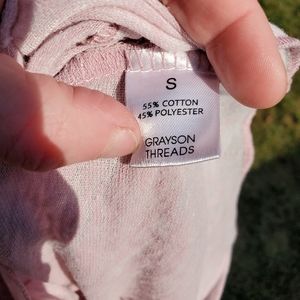 S
55% COTTON
45% POLYESTER
GRAYSON
THREADS